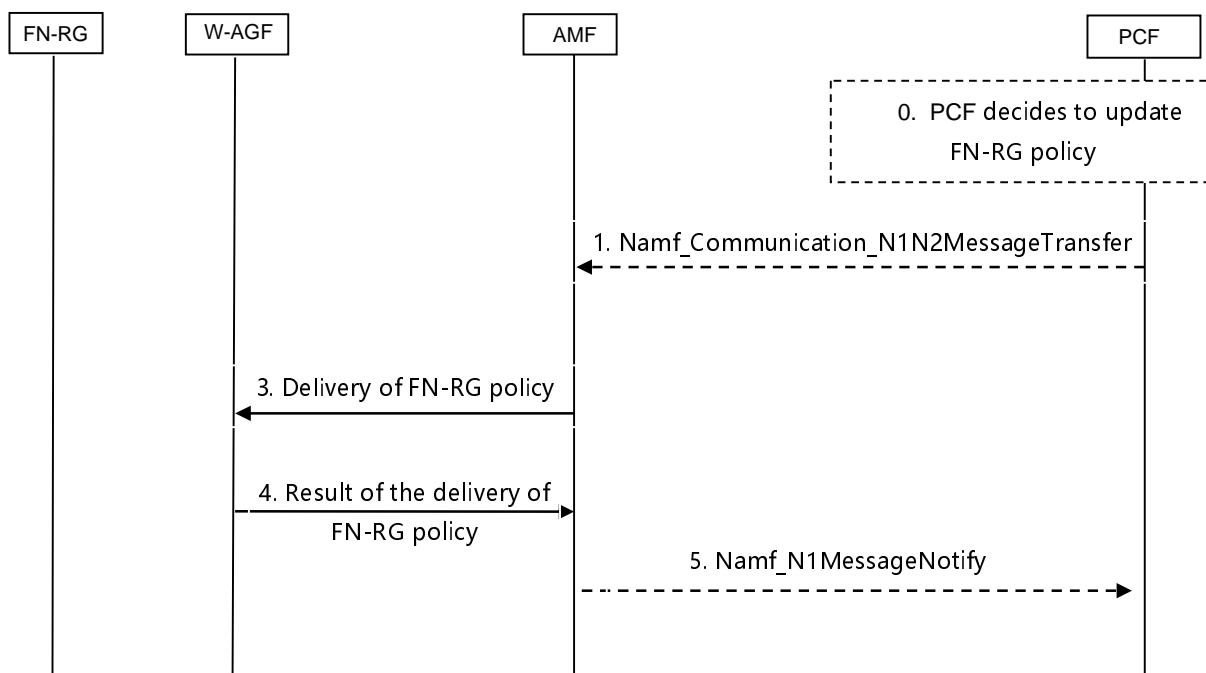 FN-RG
W-AGF
AMF
PCF
0. PCF decides to update
FN-RG policy
1. Namf_Communication_N1N2MessageTransfer
3. Delivery of FN-RG policy
4. Result of the delivery of
FN-RG policy
5. Namf_N1MessageNotify